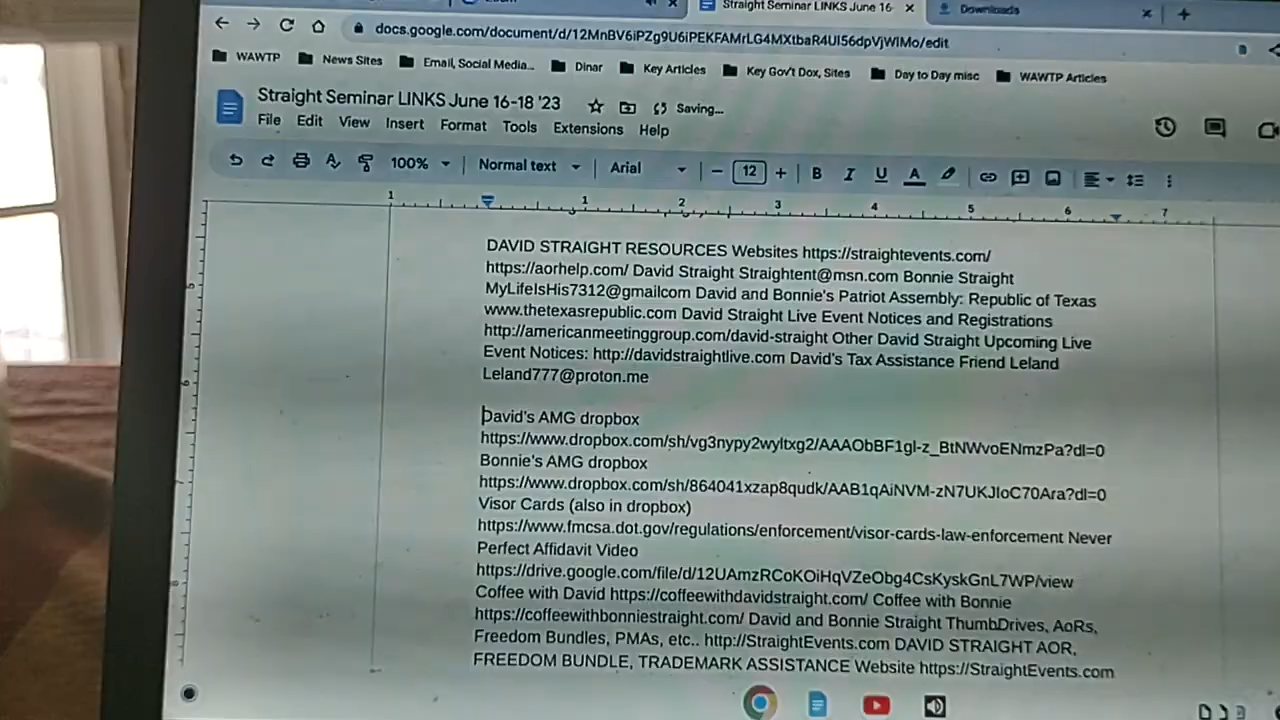 Straight Seminar LINKS June 16-
Downloads
docs.google.com/document/d/12MnBV6iPZg9U6iPEKFAMrLG4MXtbaR4UI56dpVjWIMo/edit
WAWTP News Sites Email, Social Media... Dinar Key Articles Key Gov't Dox, Sites Day to Day misc WAWTP Articles
Straight Seminar LINKS June 16-18 '23 Saving...
File Edit View Insert Format Tools Extensions Help
100% Normal text Arial 12 B I U A
1 1 2 3 4 5 6 7
DAVID STRAIGHT RESOURCES Websites https://straightevents.com/
https://aorhelp.com/ David Straight Straightent@msn.com Bonnie Straight
MyLifeIsHis7312@gmailcom David and Bonnie's Patriot Assembly: Republic of Texas
www.thetexasrepublic.com David Straight Live Event Notices and Registrations
http://americanmeetinggroup.com/david-straight Other David Straight Upcoming Live
Event Notices: http://davidstraightlive.com David's Tax Assistance Friend Leland
Leland777@proton.me
David's AMG dropbox
https://www.dropbox.com/sh/vg3nypy2wyltxg2/AAAObBF1gl-z_BtNWvoENmzPa?dl=0
Bonnie's AMG dropbox
https://www.dropbox.com/sh/864041xzap8qudk/AAB1qAiNVM-zN7UKJIoC70Ara?dl=0
Visor Cards (also in dropbox)
https://www.fmcsa.dot.gov/regulations/enforcement/visor-cards-law-enforcement Never
Perfect Affidavit Video
https://drive.google.com/file/d/12UAmzRCoKOiHqVZeObg4CsKyskGnL7WP/view
Coffee with David https://coffeewithdavidstraight.com/ Coffee with Bonnie
https://coffeewithbonniestraight.com/ David and Bonnie Straight ThumbDrives, AoRs,
Freedom Bundles, PMAs, etc.. http://StraightEvents.com DAVID STRAIGHT AOR,
FREEDOM BUNDLE, TRADEMARK ASSISTANCE Website https://StraightEvents.com